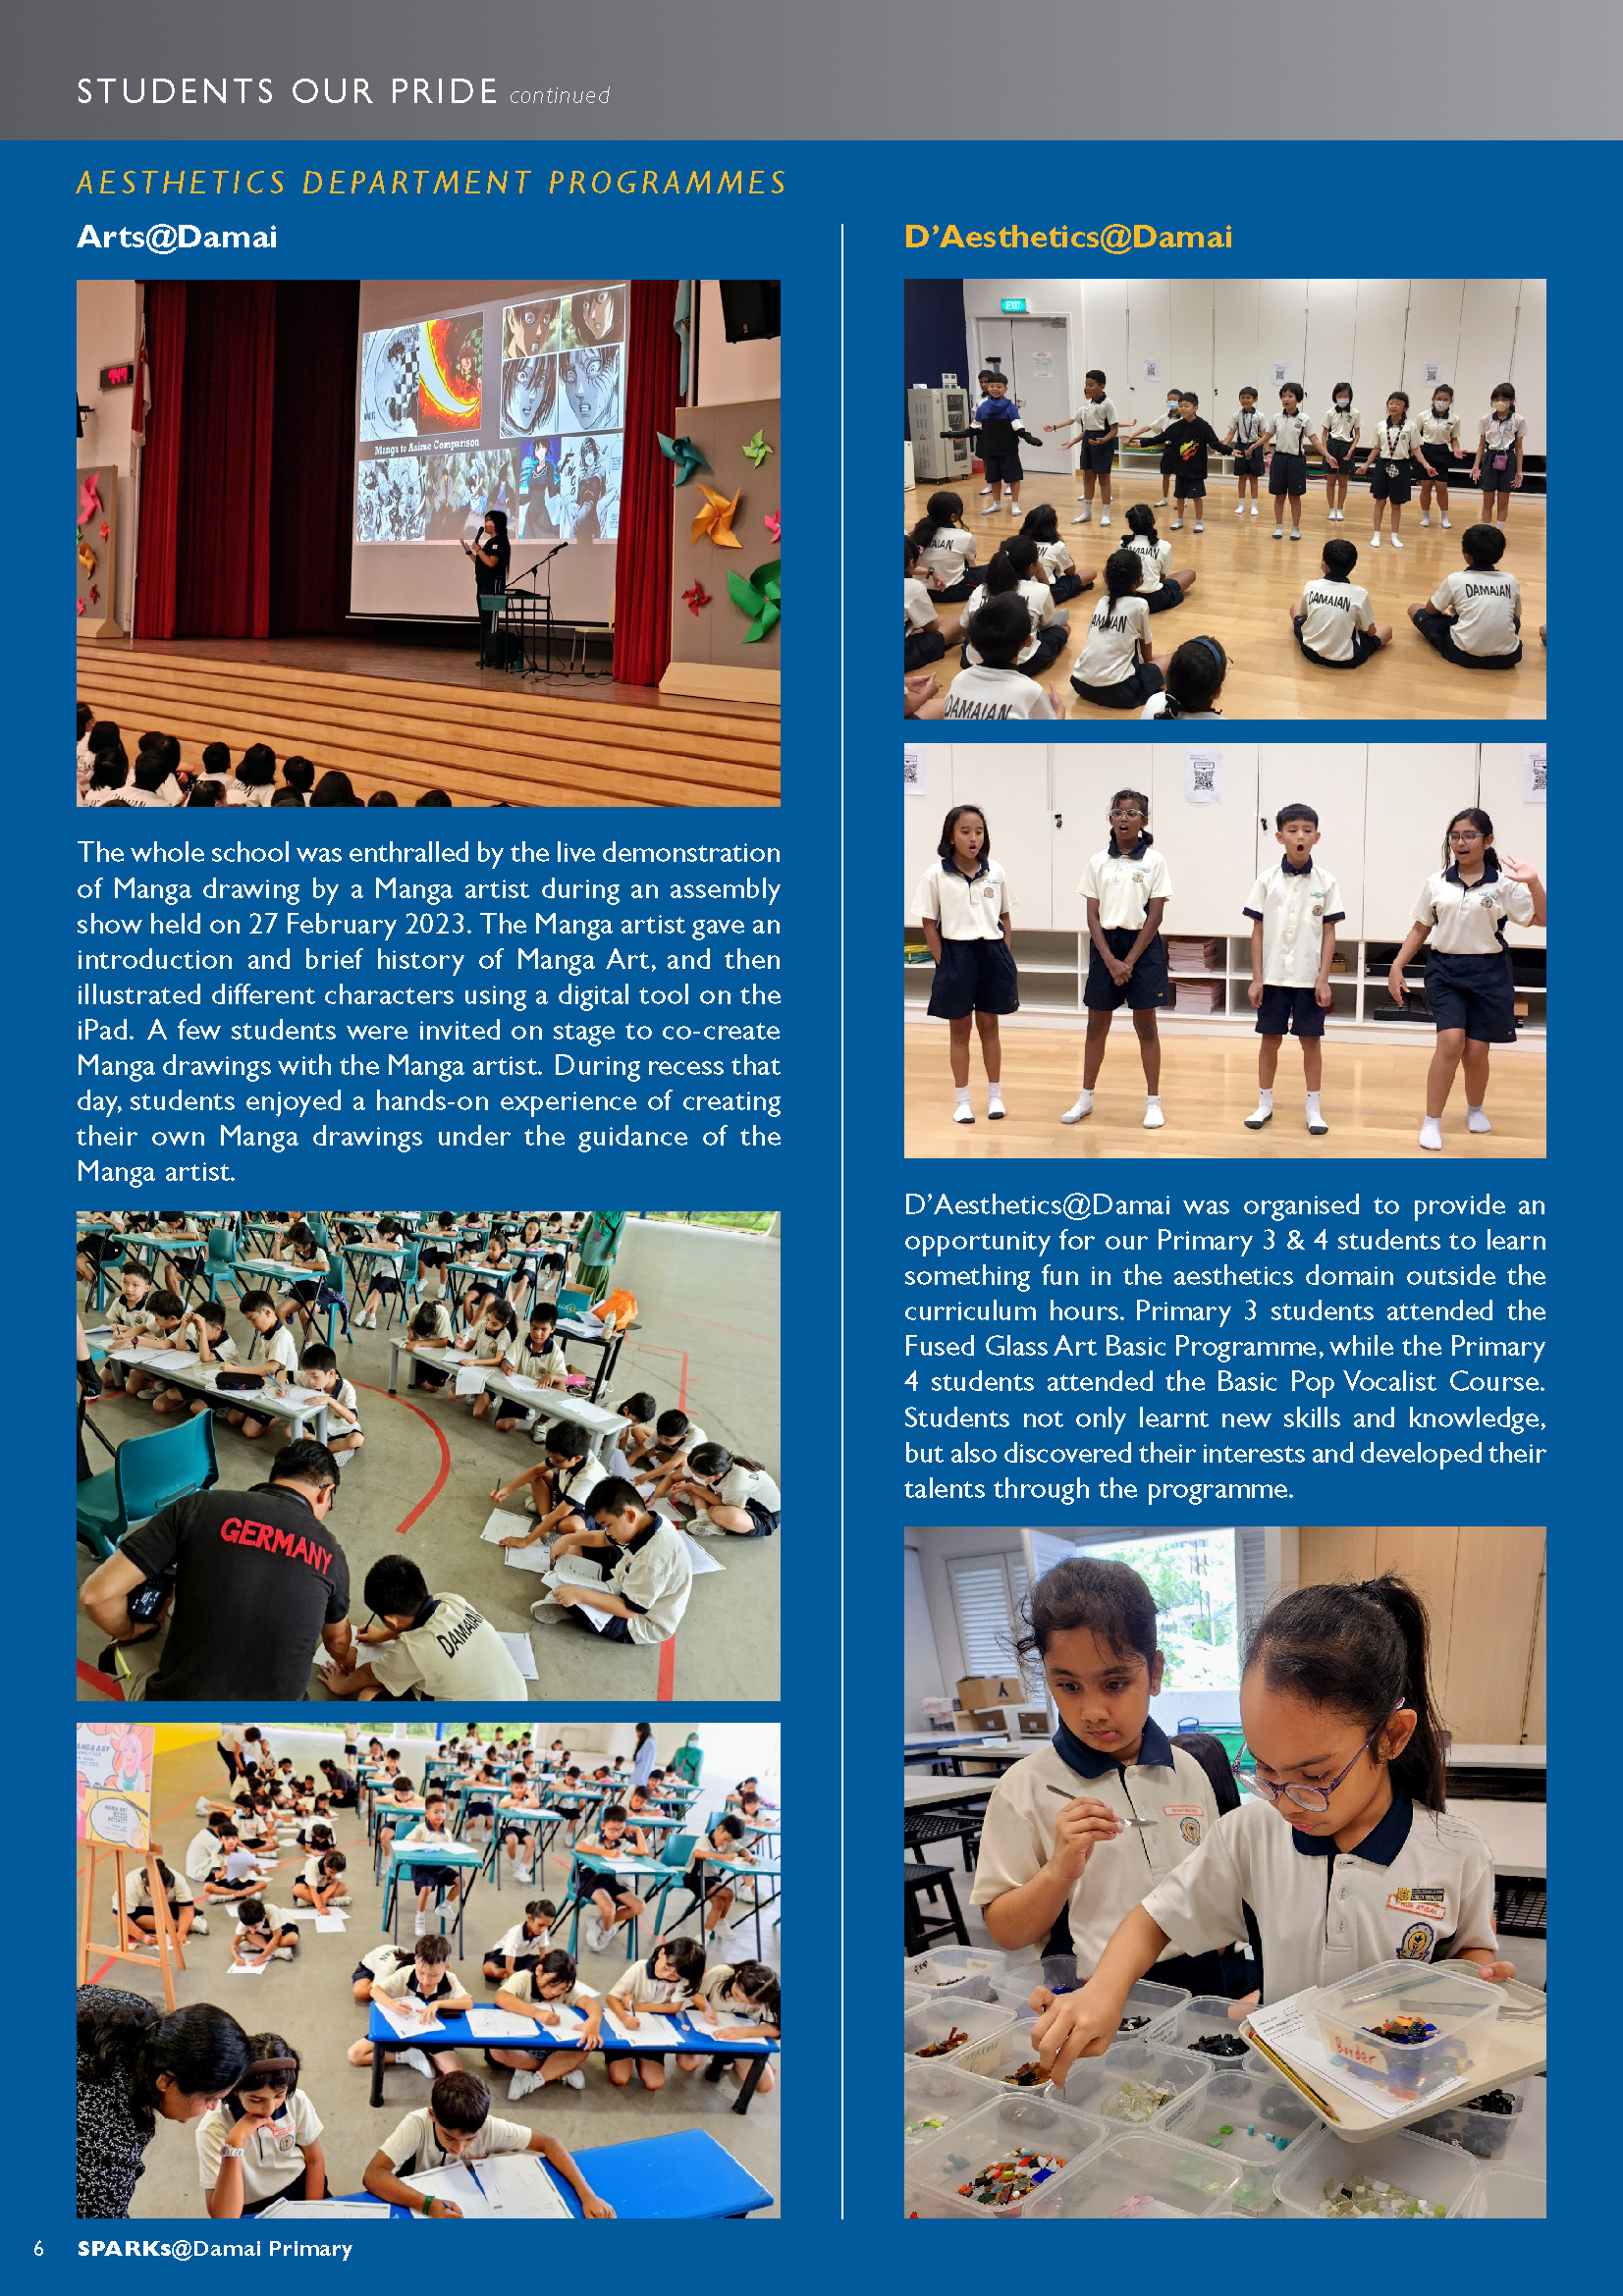 STUDENTS OUR PRIDE continued
AESTHETICS DEPARTMENT PROGRAMMES
Arts@Damai
Manga to Anime Comparison
The whole school was enthralled by the live demonstration
of Manga drawing by a Manga artist during an assembly
show held on 27 February 2023. The Manga artist gave an
introduction and brief history of Manga Art, and then
illustrated different characters using a digital tool on the
iPad. A few students were invited on stage to co-create
Manga drawings with the Manga artist. During recess that
day, students enjoyed a hands-on experience of creating
their own Manga drawings under the guidance of the
Manga artist.
GERMANY
DAMAIAN
MANGA ART
D'Aesthetics@Damai
EXIT
DAMAIAN
DAMAIAN
DAMAIAN
D'Aesthetics@Damai was organised to provide an
opportunity for our Primary 3 & 4 students to learn
something fun in the aesthetics domain outside the
curriculum hours. Primary 3 students attended the
Fused Glass Art Basic Programme, while the Primary
4 students attended the Basic Pop Vocalist Course.
Students not only learnt new skills and knowledge,
but also discovered their interests and developed their
talents through the programme.
Border
6 SPARKs@Damai Primary